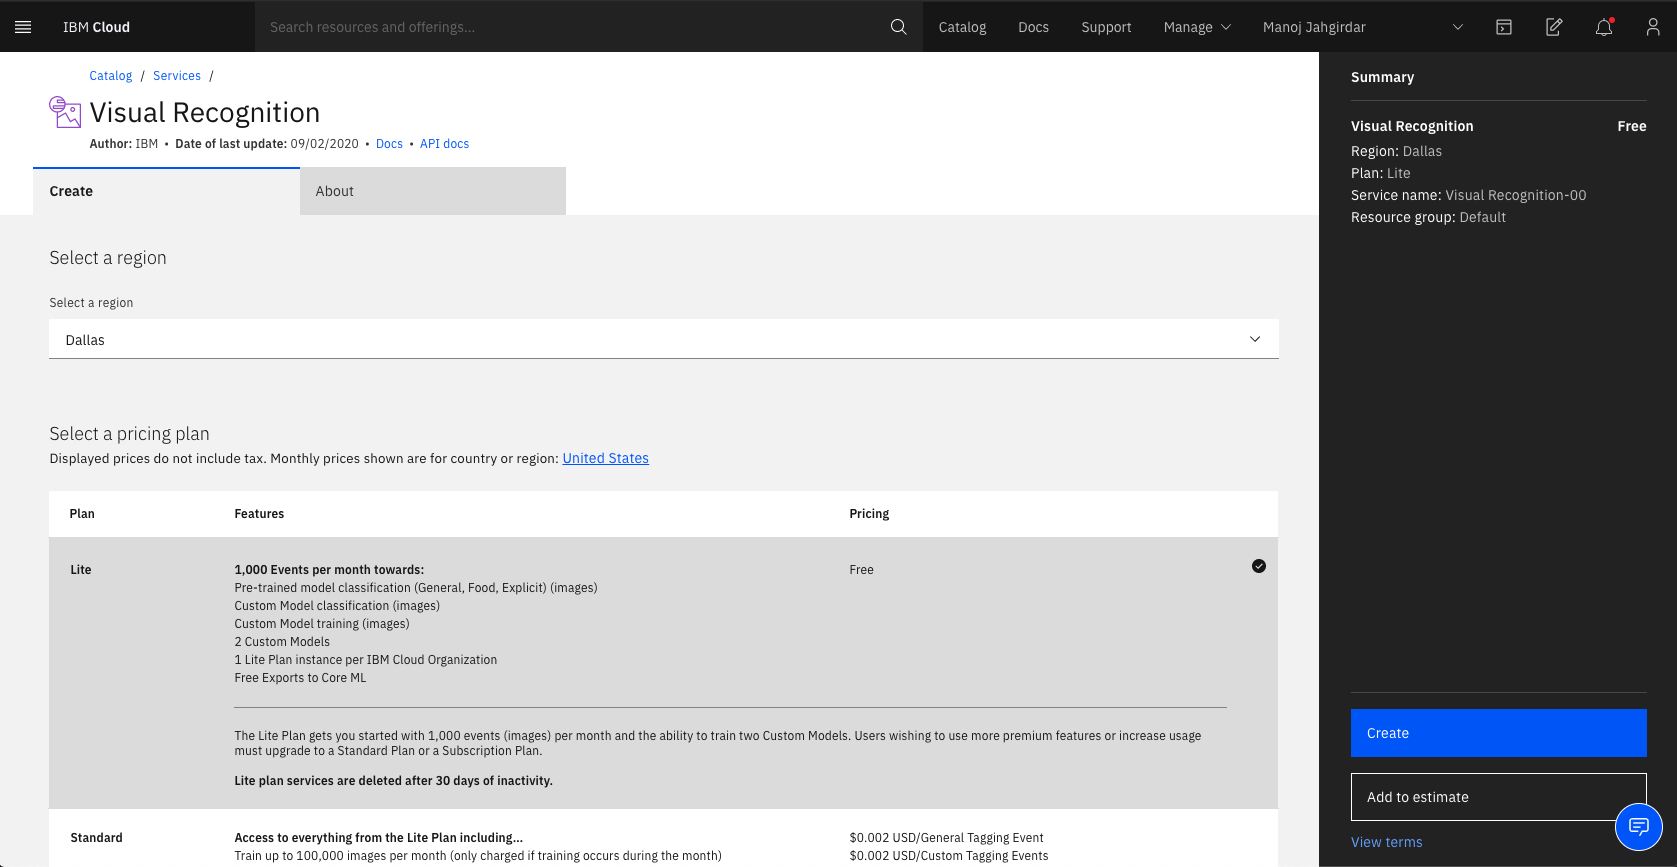 IBM Cloud
Search resources and offerings...
Catalog
Docs
Support
Manage
Manoj Jahgirdar
Catalog / Services /
Visual Recognition
Author: IBM • Date of last update: 09/02/2020 • Docs • API docs
Create
About
Select a region
Select a region
Dallas
Select a pricing plan
Displayed prices do not include tax. Monthly prices shown are for country or region: United States
Plan
Features
Pricing
Lite
1,000 Events per month towards:
Free
Pre-trained model classification (General, Food, Explicit) (images)
Custom Model classification (images)
Custom Model training (images)
2 Custom Models
1 Lite Plan instance per IBM Cloud Organization
Free Exports to Core ML
The Lite Plan gets you started with 1,000 events (images) per month and the ability to train two Custom Models. Users wishing to use more premium features or increase usage
must upgrade to a Standard Plan or a Subscription Plan.
Lite plan services are deleted after 30 days of inactivity.
Standard
Access to everything from the Lite Plan including...
$0.002 USD/General Tagging Event
Train up to 100,000 images per month (only charged if training occurs during the month)
$0.002 USD/Custom Tagging Events
Summary
Visual Recognition
Free
Region: Dallas
Plan: Lite
Service name: Visual Recognition-00
Resource group: Default
Create
Add to estimate
View terms